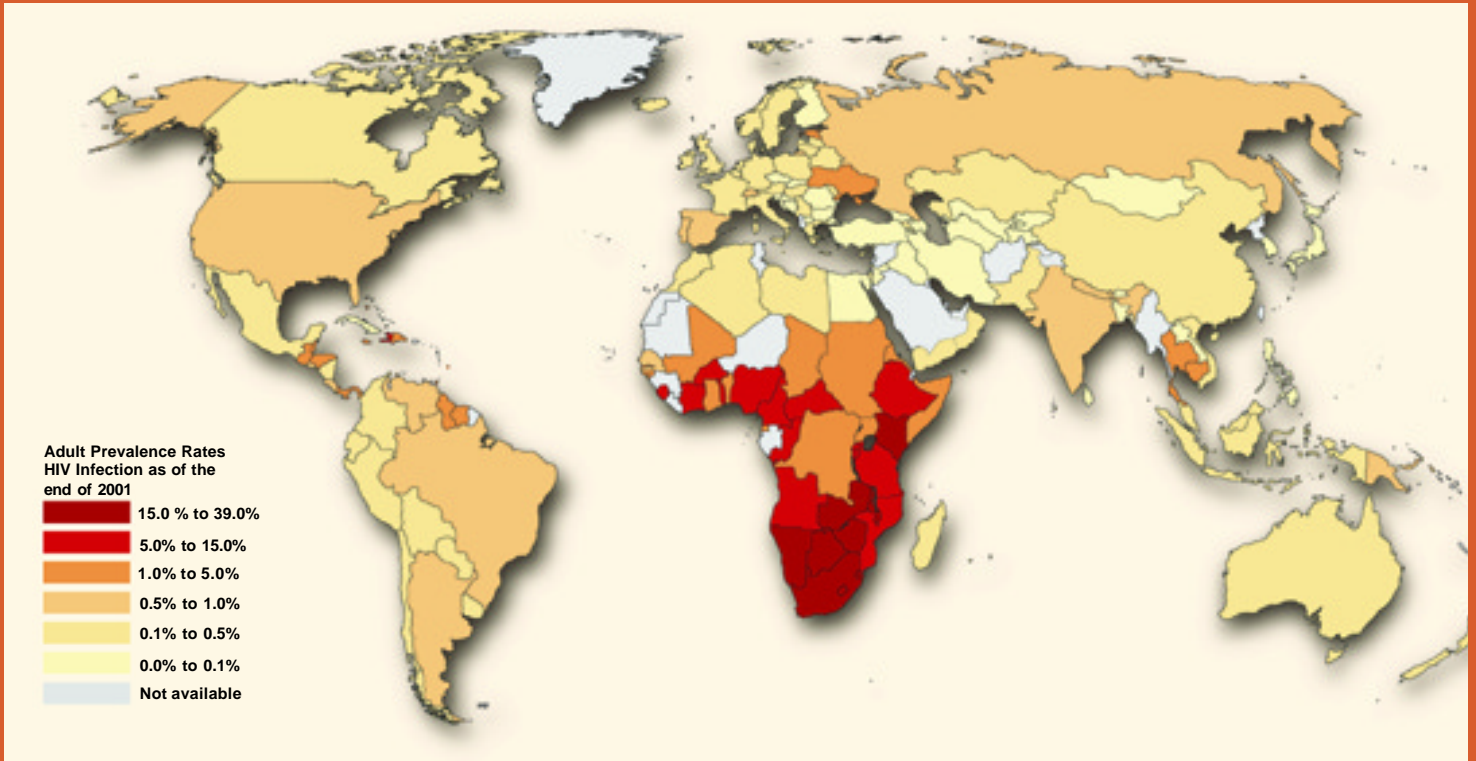 Adult Prevalence Rates
HIV Infection as of the
end of 2001
15.0 % to 39.0%
5.0% to 15.0%
1.0% to 5.0%
0.5% to 1.0%
0.1% to 0.5%
0.0% to 0.1%
Not available